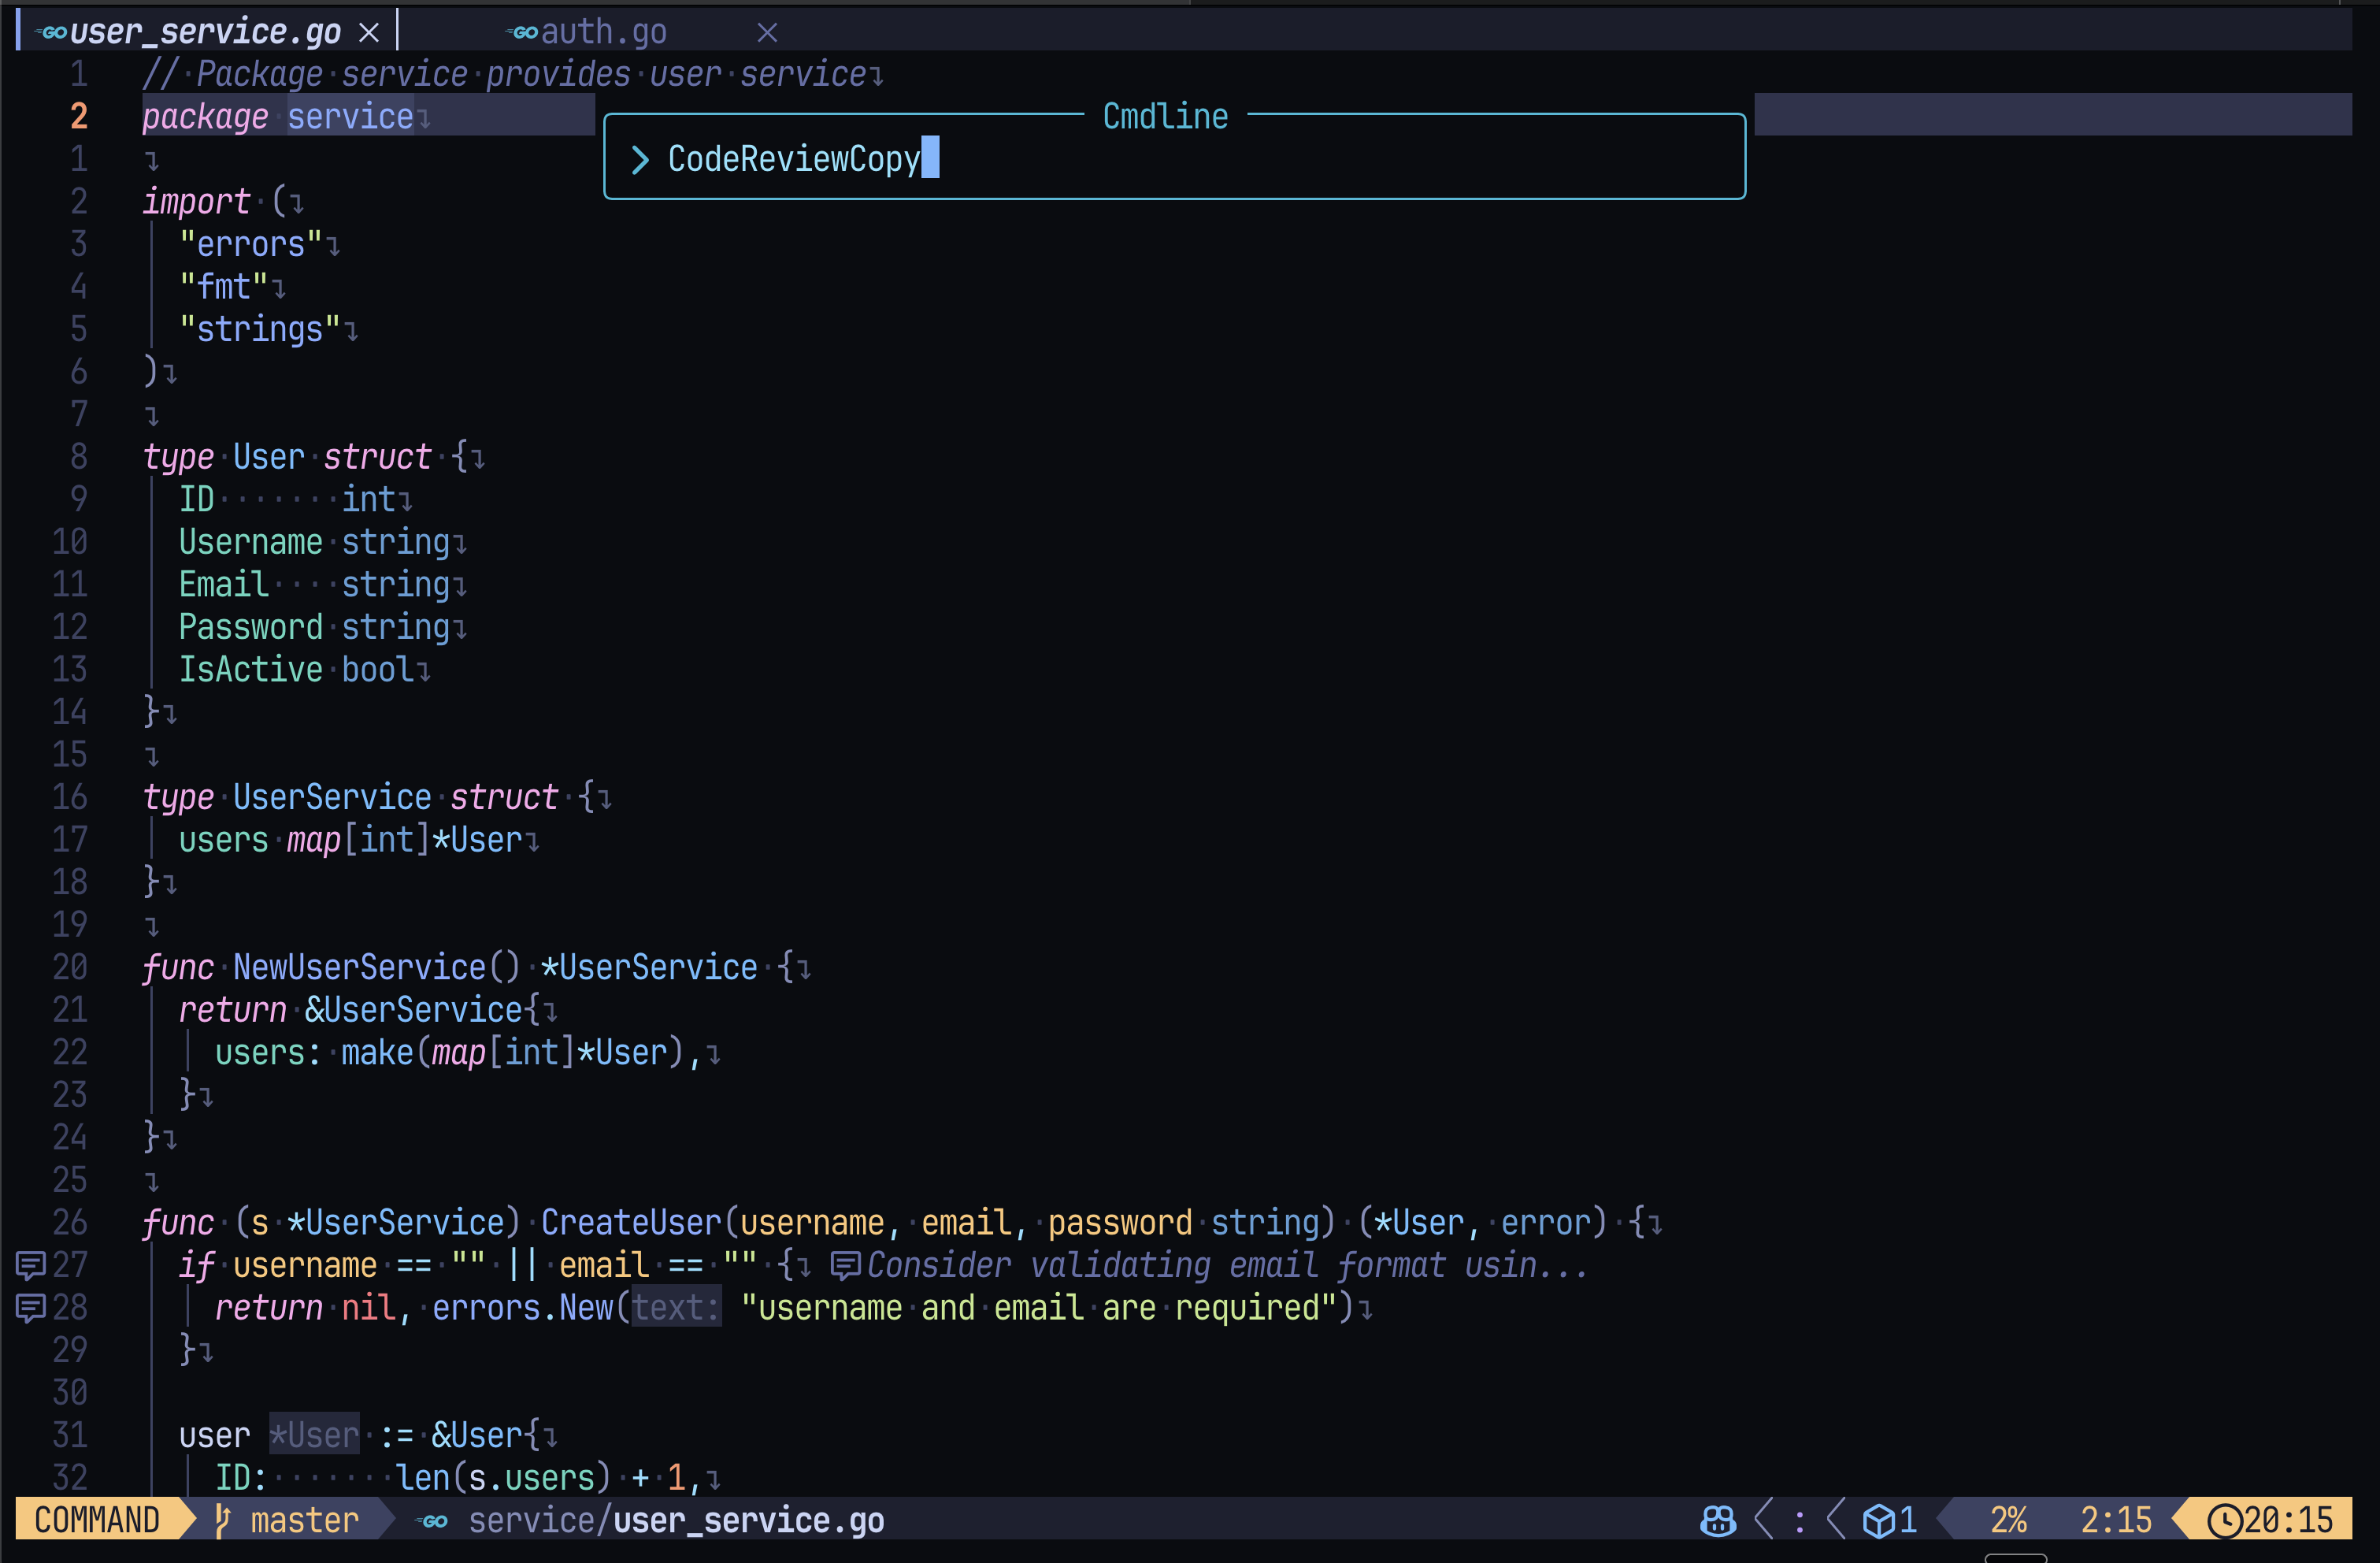 GO user_service.go × GO auth.go ×
1 // Package service provides user service
2 package service
Cmdline
1
> CodeReviewCopy
2 import (
3 "errors"
4 "fmt"
5 "strings"
6 )
7
8 type User struct {
9 ID int
10 Username string
11 Email string
12 Password string
13 IsActive bool
14 }
15
16 type UserService struct {
17 users map[int]*User
18 }
19
20 func NewUserService() *UserService {
21 return &UserService{
22 users: make(map[int]*User),
23 }
24 }
25
26 func (s *UserService) CreateUser(username, email, password string) (*User, error) {
27 if username == "" || email == "" { Consider validating email format usin...
28 return nil, errors.New(text: "username and email are required")
29 }
30
31 user *User := &User{
32 ID: len(s.users) + 1,
COMMAND master GO service/user_service.go : 1 2% 2:15 20:15